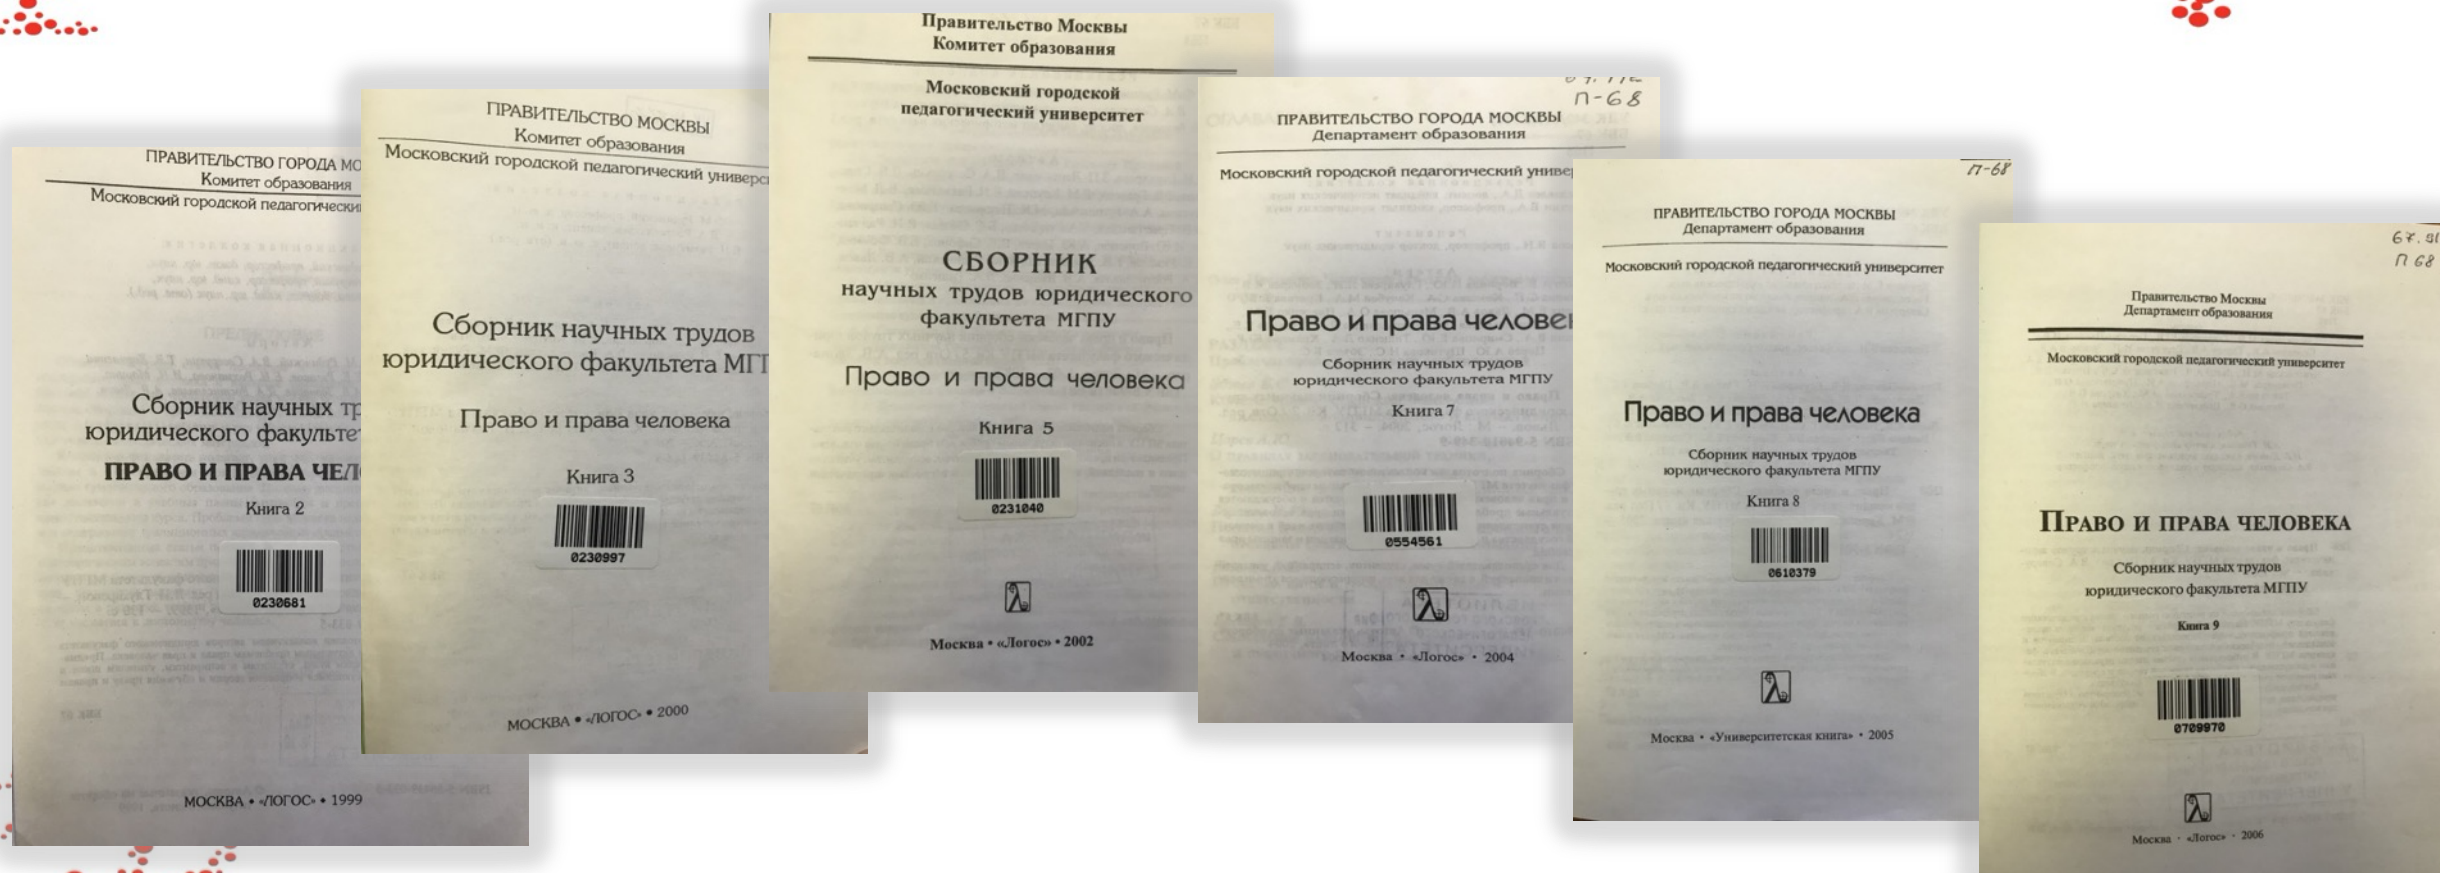 ПРАВИТЕЛЬСТВО ГОРОДА МО
Комитет образования
Московский городской педагогически
Сборник научных тр
юридического факульте
ПРАВО И ПРАВА ЧЕЛО
Книга 2
0230681
МОСКВА • «ЛОГОС» • 1999
ПРАВИТЕЛЬСТВО МОСКВЫ
Комитет образования
Московский городской педагогический универс
Сборник научных трудов
юридического факультета МГП
Право и права человека
Книга 3
0230997
МОСКВА • «ЛОГОС» • 2000
Правительство Москвы
Комитет образования
Московский городской
педагогический университет
СБОРНИК
научных трудов юридического
факультета МГПУ
Право и права человека
Книга 5
0231040
Москва • «Логос» • 2002
П-68
ПРАВИТЕЛЬСТВО ГОРОДА МОСКВЫ
Департамент образования
Московский городской педагогический универ
Право и права человек
Сборник научных трудов
юридического факультета МГПУ
Книга 7
0554561
Москва • «Логос» • 2004
П-68
ПРАВИТЕЛЬСТВО ГОРОДА МОСКВЫ
Департамент образования
Московский городской педагогический университет
Право и права человека
Сборник научных трудов
юридического факультета МГПУ
Книга 8
0610379
Москва • «Университетская книга» • 2005
67.91
П 68
Правительство Москвы
Департамент образования
Московский городской педагогический университет
Право и права человека
Сборник научных трудов
юридического факультета МГПУ
Книга 9
0709970
Москва • «Логос» • 2006